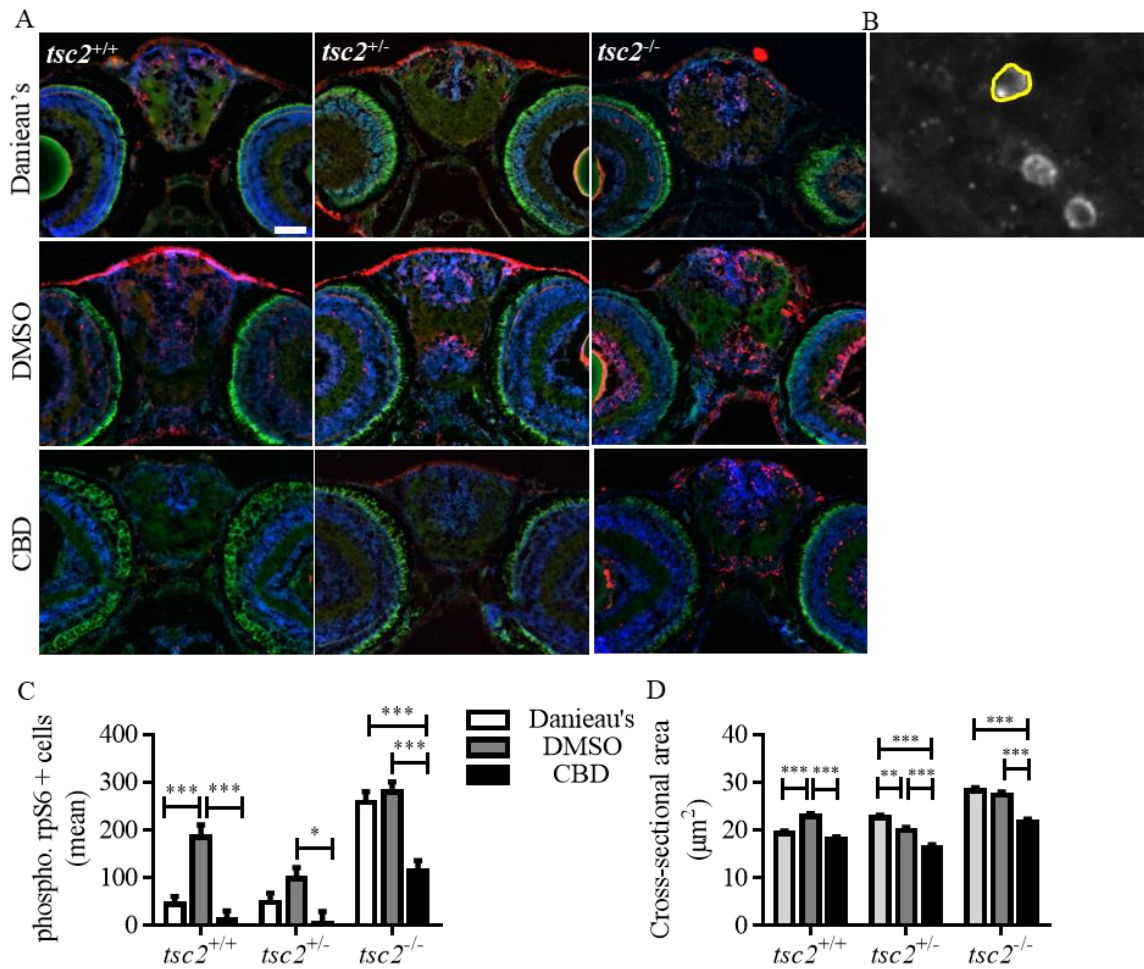 A
B
tsc2+/+ tsc2+/- tsc2-/-
Danieau's
DMSO
CBD
C
D
Danieau's
DMSO
CBD
phospho. rpS6 + cells
(mean)
400
300
200
100
0
*** *** * *** ***
tsc2+/+ tsc2+/- tsc2-/-
Cross-sectional area
(µm2)
40
30
20
10
0
*** *** *** ** *** *** ***
tsc2+/+ tsc2+/- tsc2-/-